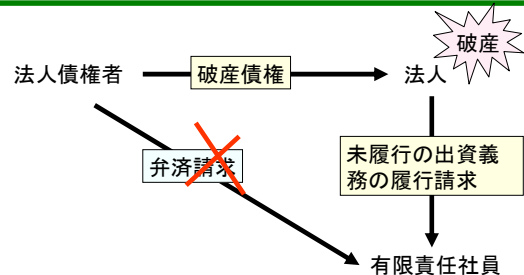 破産
法人債権者
破産債権
法人
弁済請求
未履行の出資義
務の履行請求
有限責任社員